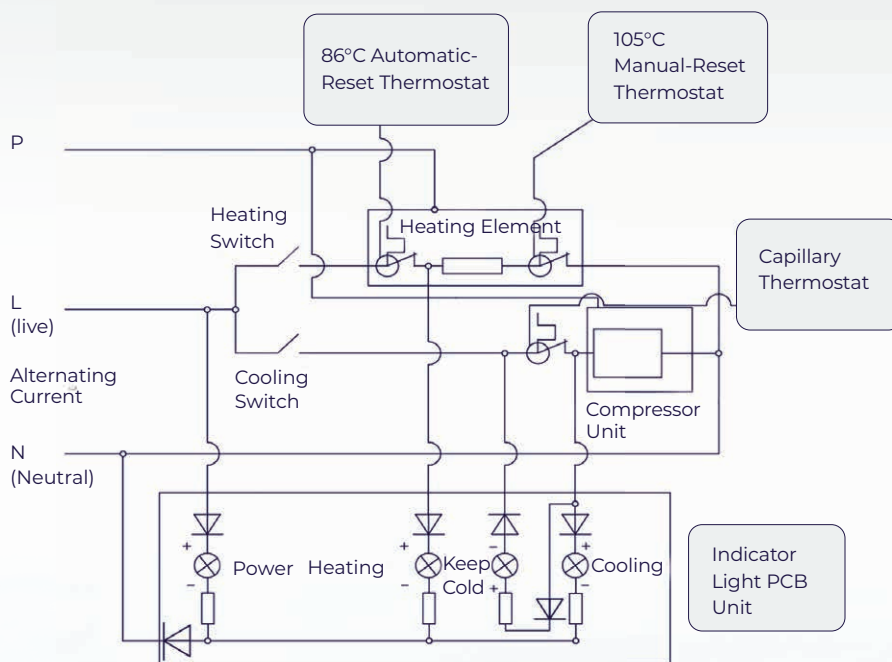 86°C Automatic-
Reset Thermostat
105°C
Manual-Reset
Thermostat
P
Heating
Switch
Heating Element
Capillary
Thermostat
L
(live)
Alternating
Current
Cooling
Switch
Compressor
Unit
N
(Neutral)
+
+
-
+
Power
Heating
Keep
Cold
Cooling
-
-
+
-
Indicator
Light PCB
Unit